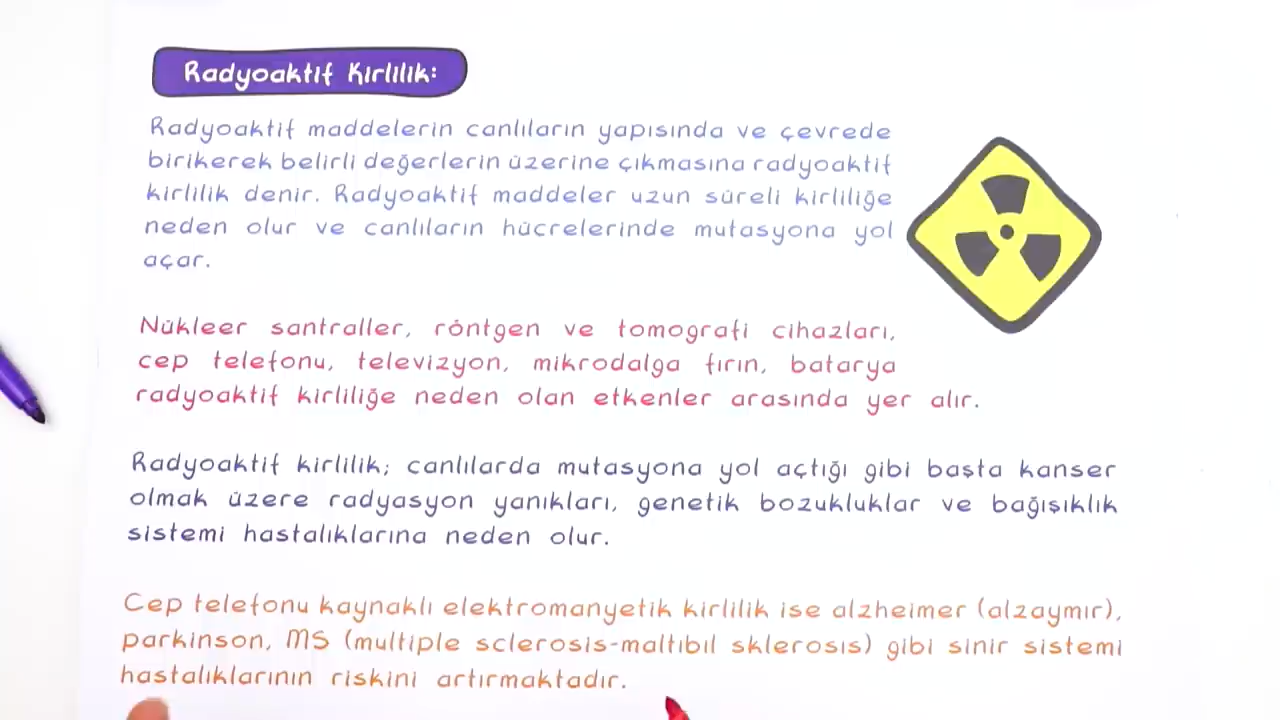 Radyoaktif Kirlilik:
Radyoaktif maddelerin canlıların yapısında ve çevrede
birikerek belirli değerlerin üzerine çıkmasına radyoaktif
kirlilik denir. Radyoaktif maddeler uzun süreli kirliliğe
neden olur ve canlıların hücrelerinde mutasyona yol
açar.
Nükleer santraller, röntgen ve tomografi cihazları,
cep telefonu, televizyon, mikrodalga fırın, batarya
radyoaktif kirliliğe neden olan etkenler arasında yer alır.
Radyoaktif kirlilik; canlılarda mutasyona yol açtığı gibi başta kanser
olmak üzere radyasyon yanıkları, genetik bozukluklar ve bağışıklık
sistemi hastalıklarına neden olur.
Cep telefonu kaynaklı elektromanyetik kirlilik ise alzheimer (alzaymır),
parkinson, MS (multiple sclerosis-maltıbıl sklerosıs) gibi sinir sistemi
hastalıklarının riskini artırmaktadır.